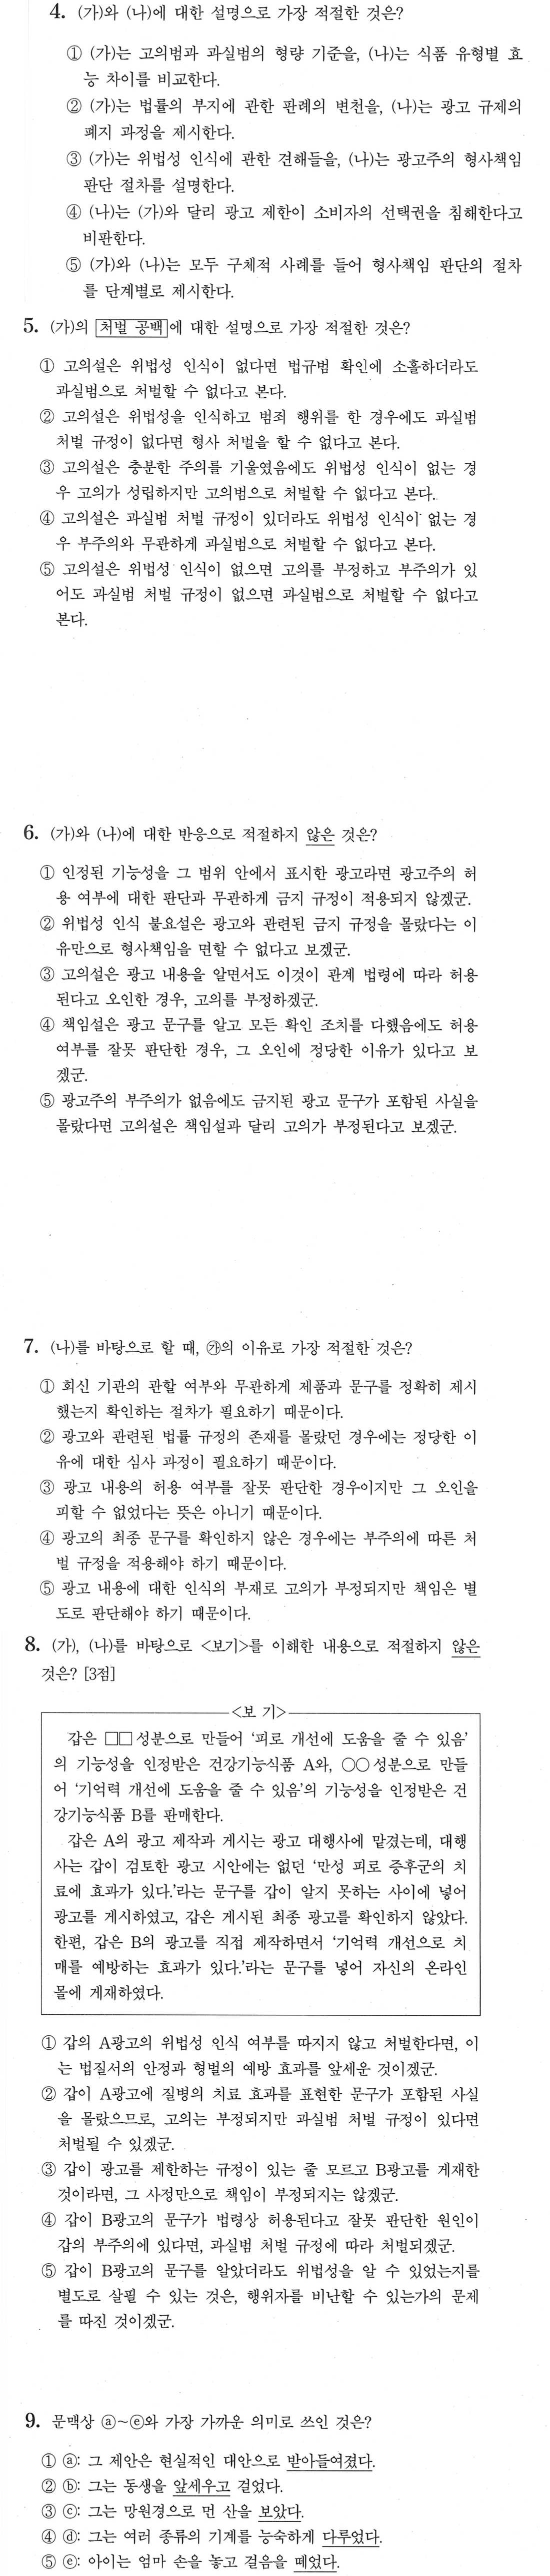 4. (가)와 (나)에 대한 설명으로 가장 적절한 것은?
① (가)는 고의범과 과실범의 형량 기준을, (나)는 식품 유형별 효
능 차이를 비교한다.
② (가)는 법률의 부지에 관한 판례의 변천을, (나)는 광고 규제의
폐지 과정을 제시한다.
③ (가)는 위법성 인식에 관한 견해들을, (나)는 광고주의 형사책임
판단 절차를 설명한다.
④ (나)는 (가)와 달리 광고 제한이 소비자의 선택권을 침해한다고
비판한다.
⑤ (가)와 (나)는 모두 구체적 사례를 들어 형사책임 판단의 절차
를 단계별로 제시한다.
5. (가)의 처벌 공백에 대한 설명으로 가장 적절한 것은?
① 고의설은 위법성 인식이 없다면 법규범 확인에 소홀하더라도
과실범으로 처벌할 수 없다고 본다.
② 고의설은 위법성을 인식하고 범죄 행위를 한 경우에도 과실범
처벌 규정이 없다면 형사 처벌을 할 수 없다고 본다.
③ 고의설은 충분한 주의를 기울였음에도 위법성 인식이 없는 경
우 고의가 성립하지만 고의범으로 처벌할 수 없다고 본다.
④ 고의설은 과실범 처벌 규정이 있더라도 위법성 인식이 없는 경
우 부주의와 무관하게 과실범으로 처벌할 수 없다고 본다.
⑤ 고의설은 위법성 인식이 없으면 고의를 부정하고 부주의가 있
어도 과실범 처벌 규정이 없으면 과실범으로 처벌할 수 없다고
본다.
6. (가)와 (나)에 대한 반응으로 적절하지 않은 것은?
① 인정된 기능성을 그 범위 안에서 표시한 광고라면 광고주의 허
용 여부에 대한 판단과 무관하게 금지 규정이 적용되지 않겠군.
② 위법성 인식 불요설은 광고와 관련된 금지 규정을 몰랐다는 이
유만으로 형사책임을 면할 수 없다고 보겠군.
③ 고의설은 광고 내용을 알면서도 이것이 관계 법령에 따라 허용
된다고 오인한 경우, 고의를 부정하겠군.
④ 책임설은 광고 문구를 알고 모든 확인 조치를 다했음에도 허용
여부를 잘못 판단한 경우, 그 오인에 정당한 이유가 있다고 보
겠군.
⑤ 광고주의 부주의가 없음에도 금지된 광고 문구가 포함된 사실을
몰랐다면 고의설은 책임설과 달리 고의가 부정된다고 보겠군.
7. (나)를 바탕으로 할 때, ㉮의 이유로 가장 적절한 것은?
① 회신 기관의 관할 여부와 무관하게 제품과 문구를 정확히 제시
했는지 확인하는 절차가 필요하기 때문이다.
② 광고와 관련된 법률 규정의 존재를 몰랐던 경우에는 정당한 이
유에 대한 심사 과정이 필요하기 때문이다.
③ 광고 내용의 허용 여부를 잘못 판단한 경우이지만 그 오인을
피할 수 없었다는 뜻은 아니기 때문이다.
④ 광고의 최종 문구를 확인하지 않은 경우에는 부주의에 따른 처
벌 규정을 적용해야 하기 때문이다.
⑤ 광고 내용에 대한 인식의 부재로 고의가 부정되지만 책임은 별
도로 판단해야 하기 때문이다.
8. (가), (나)를 바탕으로 <보기>를 이해한 내용으로 적절하지 않은
것은? [3점]
<보 기>
갑은 □□성분으로 만들어 ‘피로 개선에 도움을 줄 수 있음’
의 기능성을 인정받은 건강기능식품 A와, ○○성분으로 만들
어 ‘기억력 개선에 도움을 줄 수 있음’의 기능성을 인정받은 건
강기능식품 B를 판매한다.
갑은 A의 광고 제작과 게시는 광고 대행사에 맡겼는데, 대행
사는 갑이 검토한 광고 시안에는 없던 ‘만성 피로 증후군의 치
료에 효과가 있다.’라는 문구를 갑이 알지 못하는 사이에 넣어
광고를 게시하였고, 갑은 게시된 최종 광고를 확인하지 않았다.
한편, 갑은 B의 광고를 직접 제작하면서 ‘기억력 개선으로 치
매를 예방하는 효과가 있다.’라는 문구를 넣어 자신의 온라인
몰에 게재하였다.
① 갑의 A광고의 위법성 인식 여부를 따지지 않고 처벌한다면, 이
는 법질서의 안정과 형벌의 예방 효과를 앞세운 것이겠군.
② 갑이 A광고에 질병의 치료 효과를 표현한 문구가 포함된 사실
을 몰랐으므로, 고의는 부정되지만 과실범 처벌 규정이 있다면
처벌될 수 있겠군.
③ 갑이 광고를 제한하는 규정이 있는 줄 모르고 B광고를 게재한
것이라면, 그 사정만으로 책임이 부정되지는 않겠군.
④ 갑이 B광고의 문구가 법령상 허용된다고 잘못 판단한 원인이
갑의 부주의에 있다면, 과실범 처벌 규정에 따라 처벌되겠군.
⑤ 갑이 B광고의 문구를 알았더라도 위법성을 알 수 있었는지를
별도로 살필 수 있는 것은, 행위자를 비난할 수 있는가의 문제
를 따진 것이겠군.
9. 문맥상 ⓐ~ⓔ와 가장 가까운 의미로 쓰인 것은?
① ⓐ: 그 제안은 현실적인 대안으로 받아들여졌다.
② ⓑ: 그는 동생을 앞세우고 걸었다.
③ ⓒ: 그는 망원경으로 먼 산을 보았다.
④ ⓓ: 그는 여러 종류의 기계를 능숙하게 다루었다.
⑤ ⓔ: 아이는 엄마 손을 놓고 걸음을 떼었다.